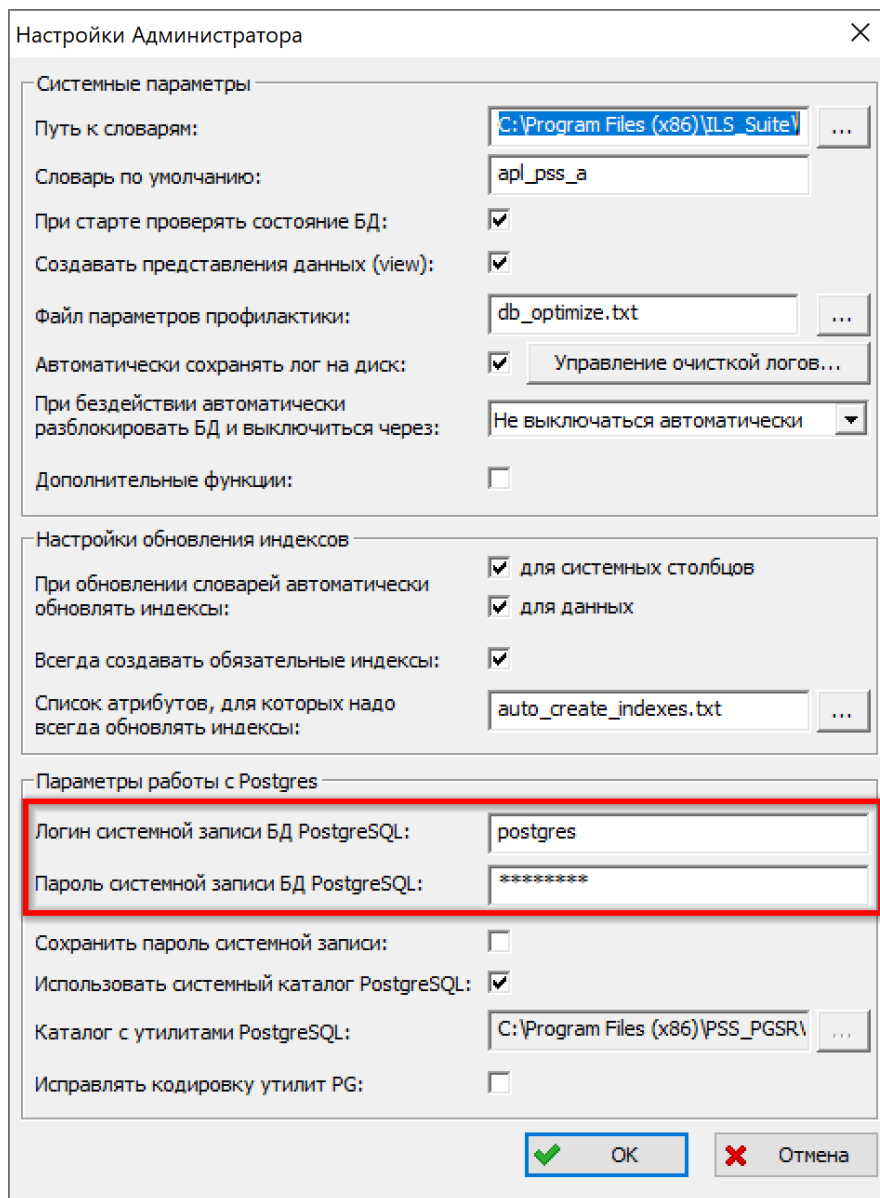 Настройки Администратора
Системные параметры
Путь к словарям:
C:\Program Files (x86)\ILS_Suite\
...
Словарь по умолчанию:
apl_pss_a
При старте проверять состояние БД:
Создавать представления данных (view):
Файл параметров профилактики:
db_optimize.txt
...
Автоматически сохранять лог на диск:
Управление очисткой логов...
При бездействии автоматически
разблокировать БД и выключиться через:
Не выключаться автоматически
Дополнительные функции:
Настройки обновления индексов
При обновлении словарей автоматически
обновлять индексы:
для системных столбцов
для данных
Всегда создавать обязательные индексы:
Список атрибутов, для которых надо
всегда обновлять индексы:
auto_create_indexes.txt
...
Параметры работы с Postgres
Логин системной записи БД PostgreSQL:
postgres
Пароль системной записи БД PostgreSQL:
********
Сохранить пароль системной записи:
Использовать системный каталог PostgreSQL:
Каталог с утилитами PostgreSQL:
C:\Program Files (x86)\PSS_PGSR\
...
Исправлять кодировку утилит PG:
OK
Отмена